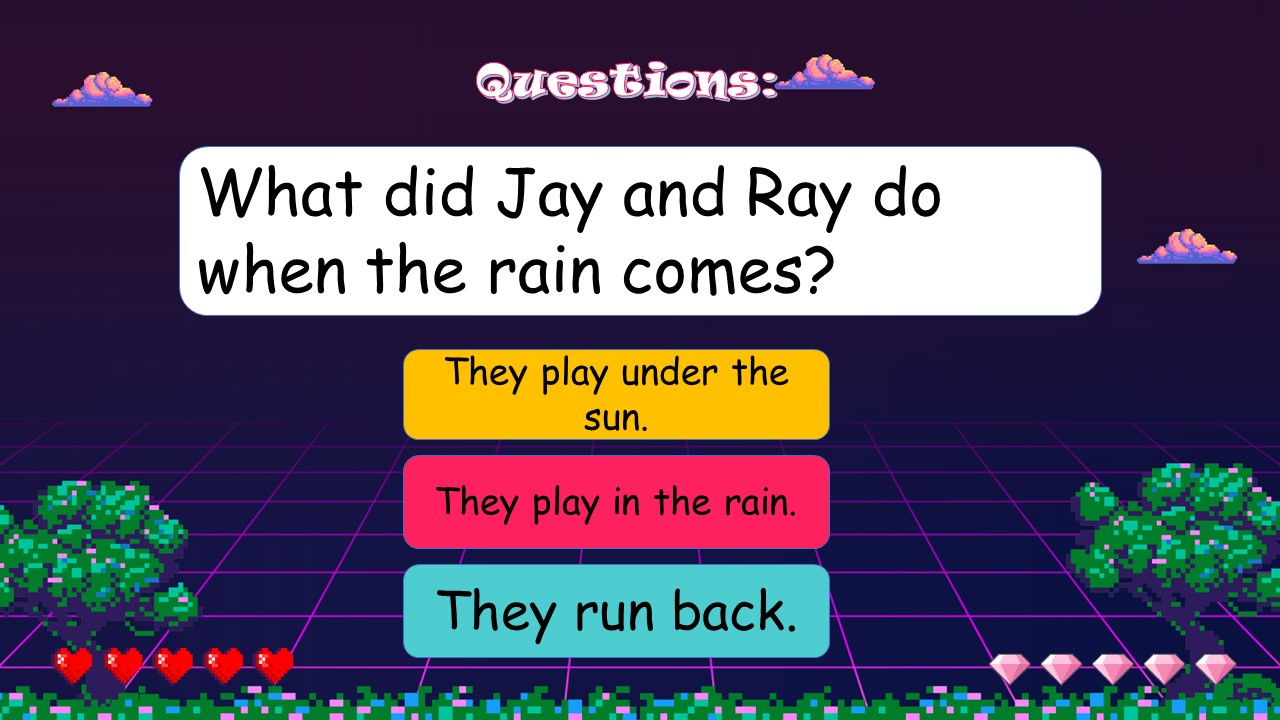 Questions:
What did Jay and Ray do
when the rain comes?
They play under the
sun.
They play in the rain.
They run back.